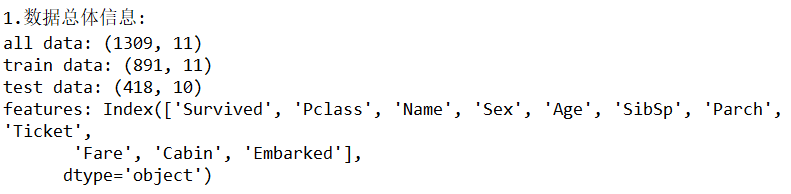 1.数据总体信息:
all data: (1309, 11)
train data: (891, 11)
test data: (418, 10)
features: Index(['Survived', 'Pclass', 'Name', 'Sex', 'Age', 'SibSp', 'Parch',
'Ticket',
       'Fare', 'Cabin', 'Embarked'],
      dtype='object')